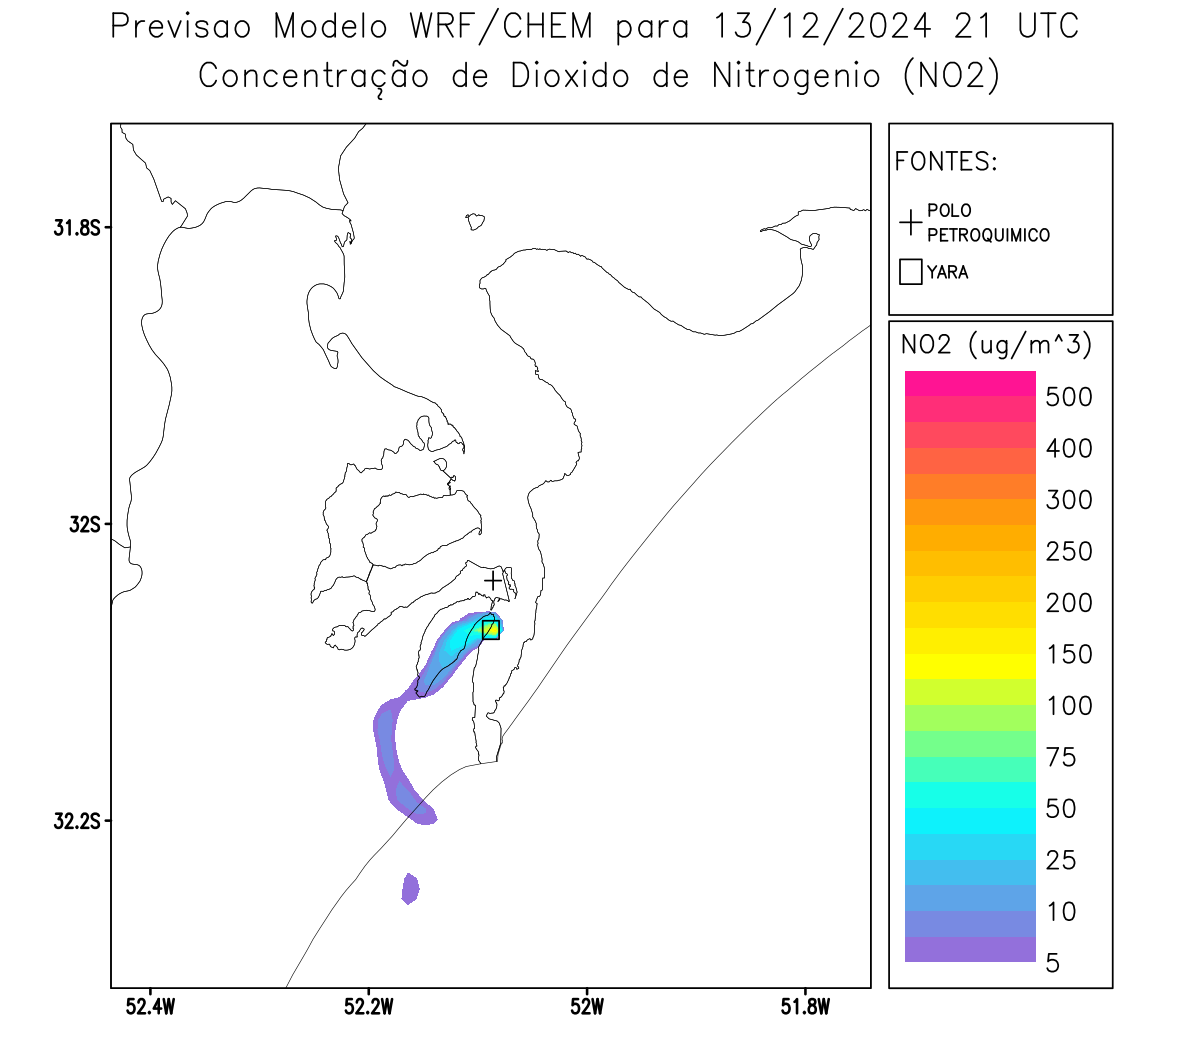 Previsao Modelo WRF/CHEM para 13/12/2024 21 UTC
Concentração de Dioxido de Nitrogenio (NO2)
FONTES:
POLO
PETROQUIMICO
YARA
NO2 (ug/m^3)
500
400
300
250
200
150
100
75
50
25
10
5
31.8S
32S
32.2S
52.4W
52.2W
52W
51.8W